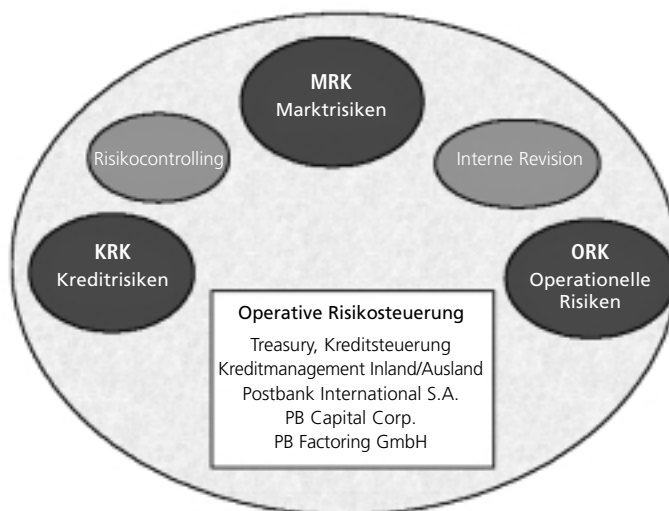 MRK
Marktrisiken
Risikocontrolling
Interne Revision
KRK
Kreditrisiken
ORK
Operationelle
Risiken
Operative Risikosteuerung
Treasury, Kreditsteuerung
Kreditmanagement Inland/Ausland
Postbank International S.A.
PB Capital Corp.
PB Factoring GmbH